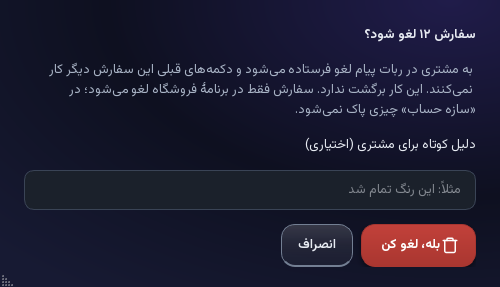 سفارش ۱۲ لغو شود؟
به مشتری در ربات پیام لغو فرستاده می‌شود و دکمه‌های قبلی این سفارش دیگر کار
نمی‌کنند. این کار برگشت ندارد. سفارش فقط در برنامهٔ فروشگاه لغو می‌شود؛ در
«سازه حساب» چیزی پاک نمی‌شود.
دلیل کوتاه برای مشتری (اختیاری)
مثلاً: این رنگ تمام شد
بله، لغو کن
انصراف